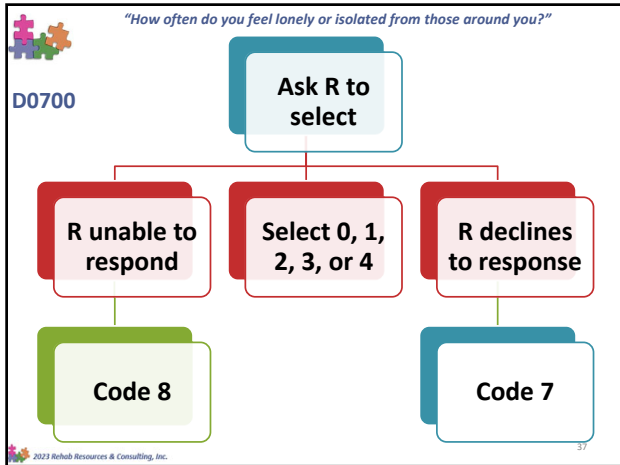 "How often do you feel lonely or isolated from those around you?"
D0700
Ask R to
select
R unable to
respond
Select 0, 1,
2, 3, or 4
R declines
to response
Code 8
Code 7
37
2023 Rehab Resources & Consulting, Inc.